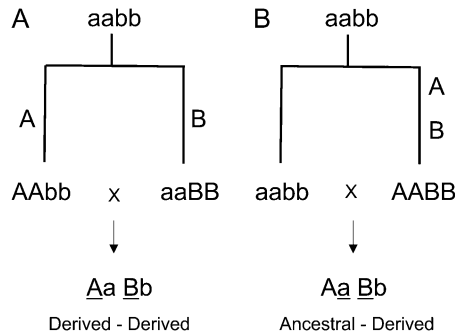 A aabb
A B
AAbb x aaBB
Aa Bb
Derived - Derived
B aabb
A
B
aabb x AABB
Aa Bb
Ancestral - Derived